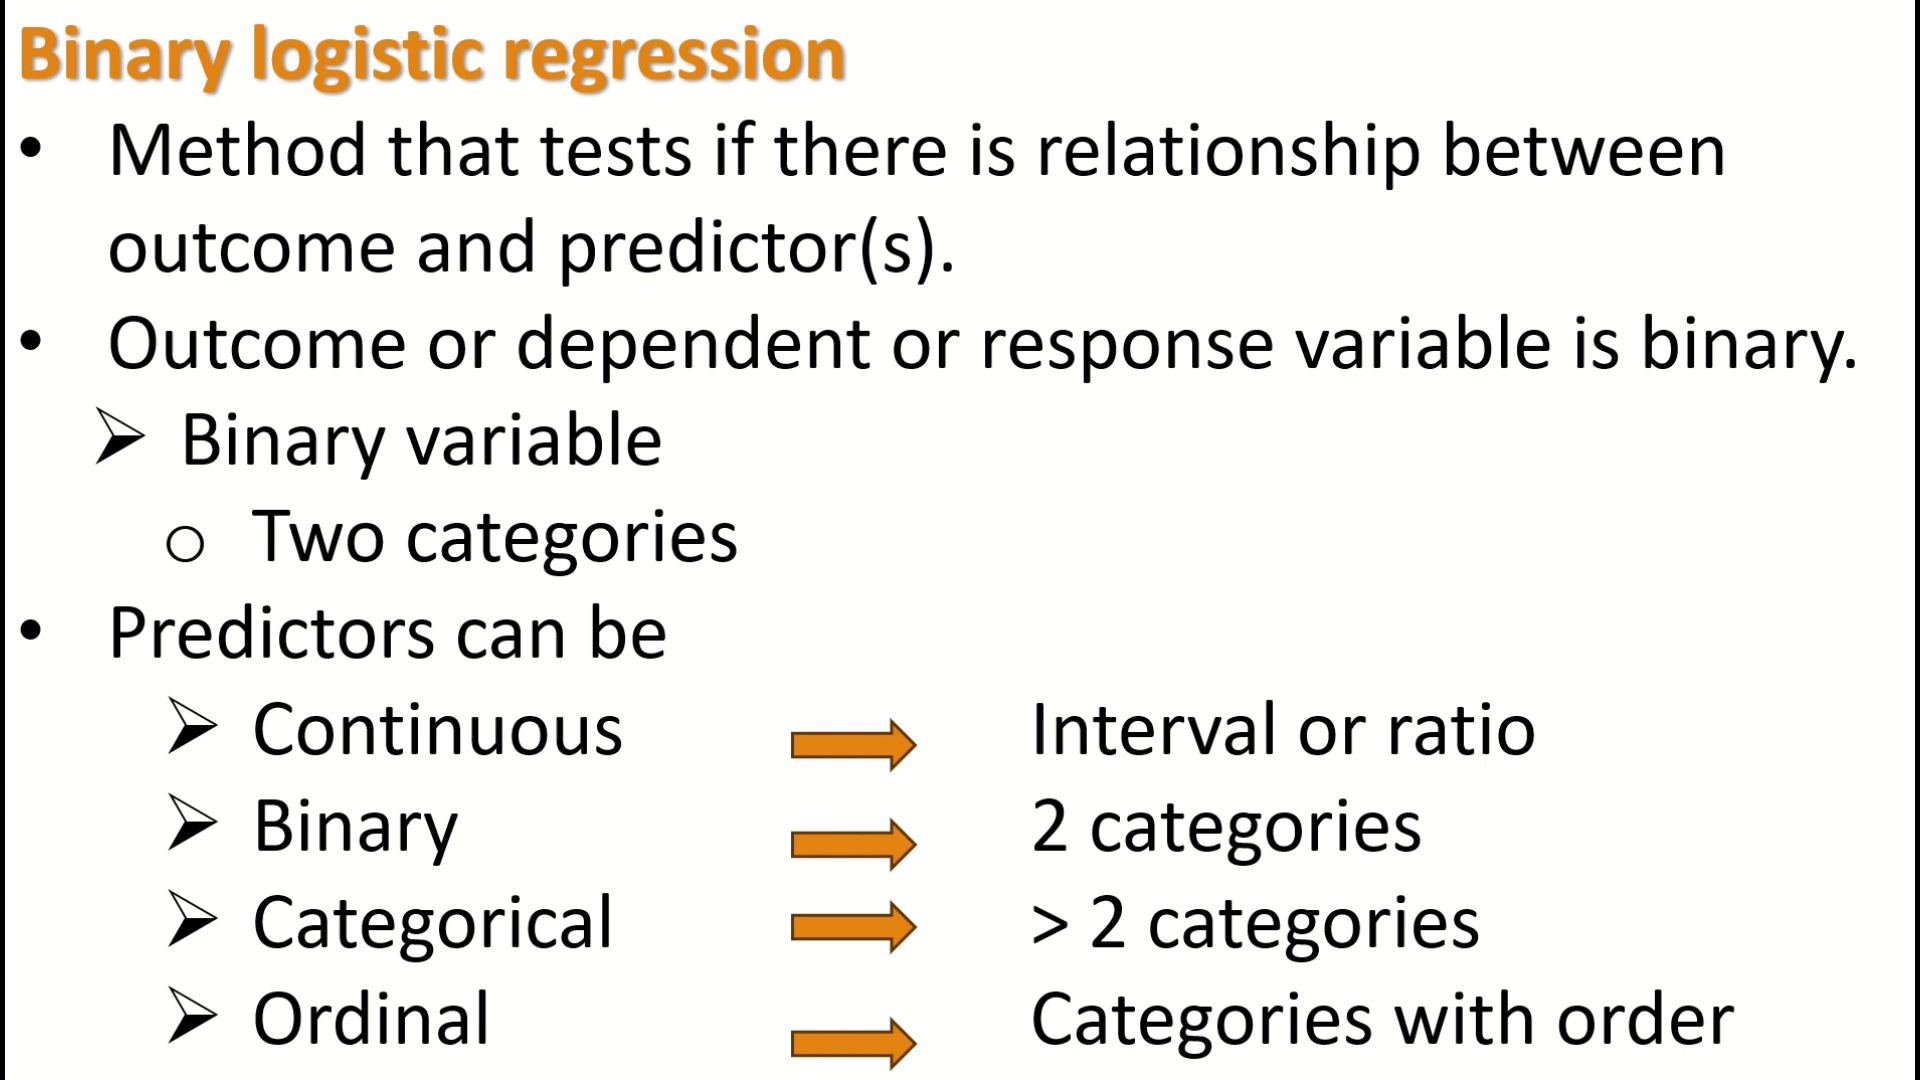 Binary logistic regression
• Method that tests if there is relationship between
outcome and predictor(s).
• Outcome or dependent or response variable is binary.
➢ Binary variable
o Two categories
• Predictors can be
➢ Continuous Interval or ratio
➢ Binary 2 categories
➢ Categorical > 2 categories
➢ Ordinal Categories with order